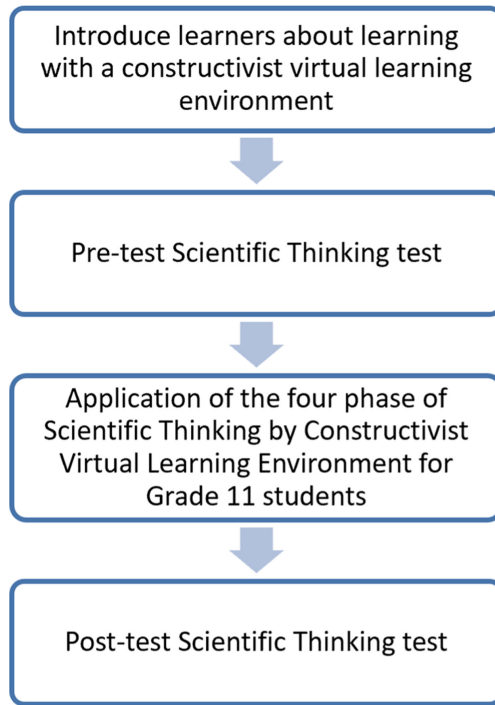 Introduce learners about learning
with a constructivist virtual learning
environment
Pre-test Scientific Thinking test
Application of the four phase of
Scientific Thinking by Constructivist
Virtual Learning Environment for
Grade 11 students
Post-test Scientific Thinking test